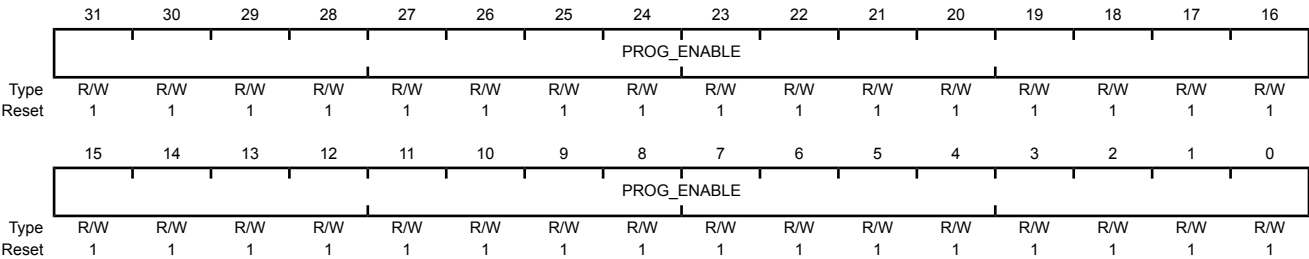 31 30 29 28 27 26 25 24 23 22 21 20 19 18 17 16
PROG_ENABLE
Type R/W R/W R/W R/W R/W R/W R/W R/W R/W R/W R/W R/W R/W R/W R/W R/W
Reset 1 1 1 1 1 1 1 1 1 1 1 1 1 1 1 1
15 14 13 12 11 10 9 8 7 6 5 4 3 2 1 0
PROG_ENABLE
Type R/W R/W R/W R/W R/W R/W R/W R/W R/W R/W R/W R/W R/W R/W R/W R/W
Reset 1 1 1 1 1 1 1 1 1 1 1 1 1 1 1 1